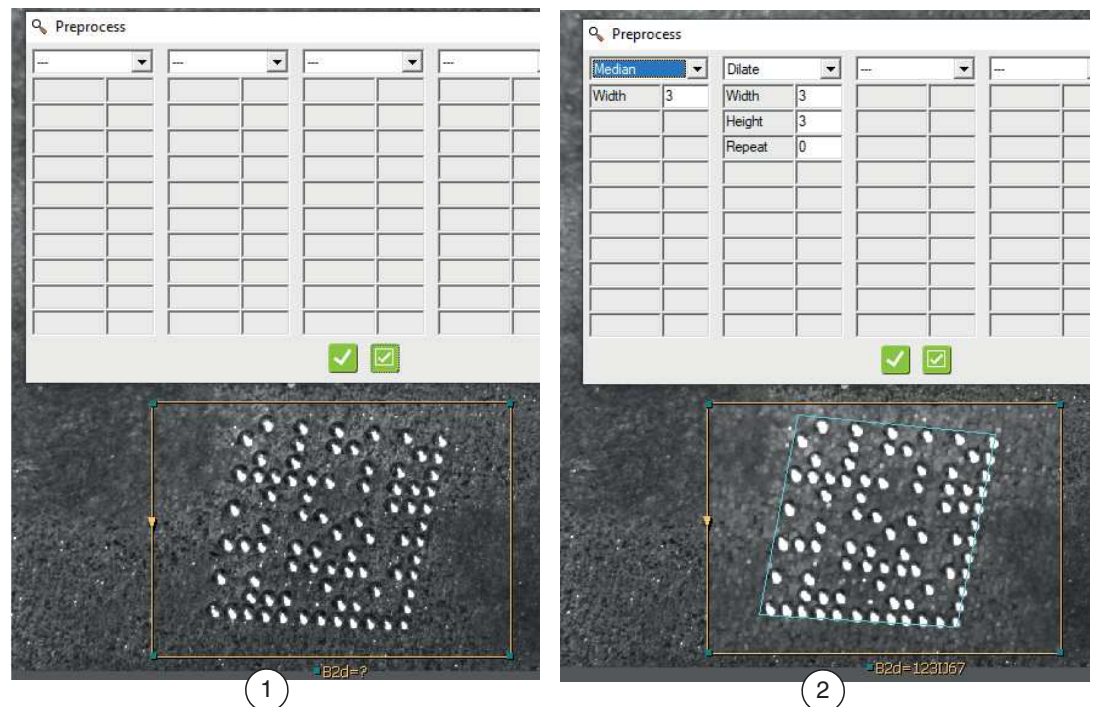 Preprocess
--- --- --- ---
B2d=?
1
Preprocess
Median Dilate --- ---
Width 3 Width 3
Height 3
Repeat 0
B2d=123IJ67
2